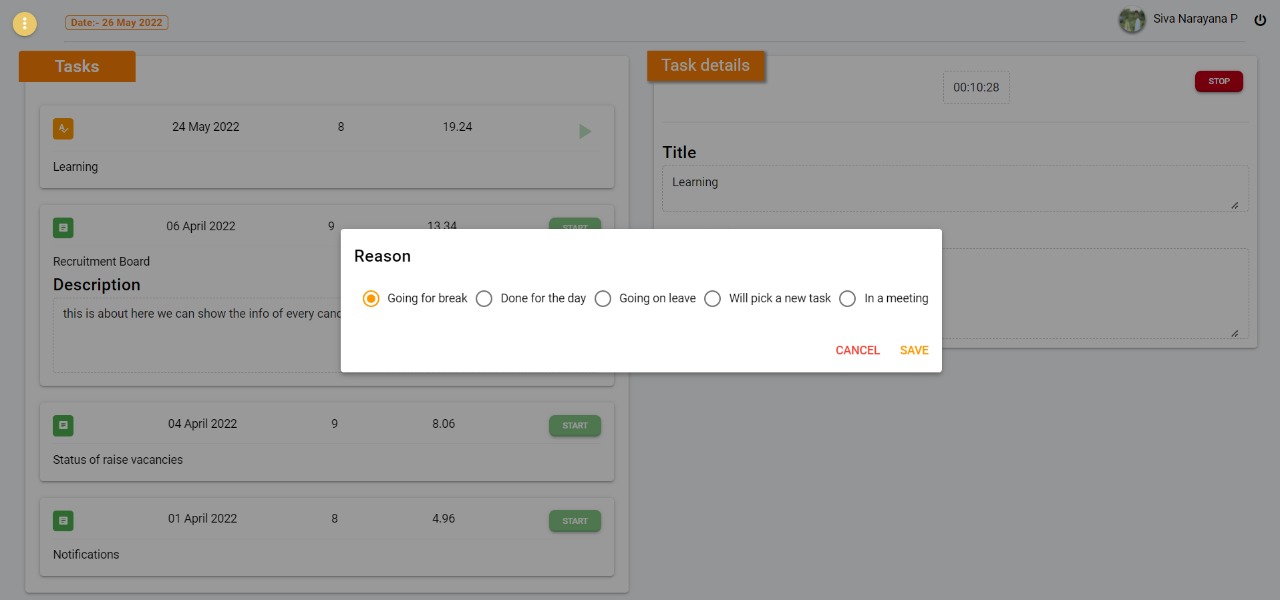 Date:- 26 May 2022
Siva Narayana P
Tasks
24 May 2022 8 19.24
Learning
06 April 2022 9 13.34 START
Recruitment Board
Description
this is about here we can show the info of every
04 April 2022 9 8.06 START
Status of raise vacancies
01 April 2022 8 4.96 START
Notifications
Task details
00:10:28
STOP
Title
Learning
Reason
Going for break Done for the day Going on leave Will pick a new task In a meeting
CANCEL SAVE